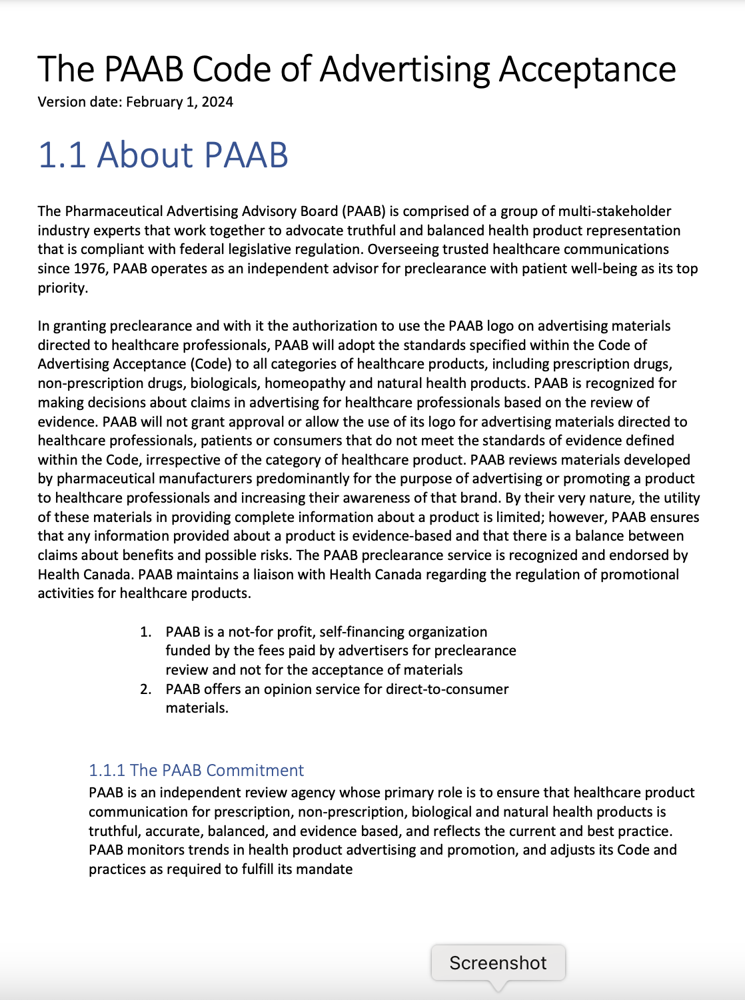 The PAAB Code of Advertising Acceptance
Version date: February 1, 2024
1.1 About PAAB
The Pharmaceutical Advertising Advisory Board (PAAB) is comprised of a group of multi-stakeholder
industry experts that work together to advocate truthful and balanced health product representation
that is compliant with federal legislative regulation. Overseeing trusted healthcare communications
since 1976, PAAB operates as an independent advisor for preclearance with patient well-being as its top
priority.
In granting preclearance and with it the authorization to use the PAAB logo on advertising materials
directed to healthcare professionals, PAAB will adopt the standards specified within the Code of
Advertising Acceptance (Code) to all categories of healthcare products, including prescription drugs,
non-prescription drugs, biologicals, homeopathy and natural health products. PAAB is recognized for
making decisions about claims in advertising for healthcare professionals based on the review of
evidence. PAAB will not grant approval or allow the use of its logo for advertising materials directed to
healthcare professionals, patients or consumers that do not meet the standards of evidence defined
within the Code, irrespective of the category of healthcare product. PAAB reviews materials developed
by pharmaceutical manufacturers predominantly for the purpose of advertising or promoting a product
to healthcare professionals and increasing their awareness of that brand. By their very nature, the utility
of these materials in providing complete information about a product is limited; however, PAAB ensures
that any information provided about a product is evidence-based and that there is a balance between
claims about benefits and possible risks. The PAAB preclearance service is recognized and endorsed by
Health Canada. PAAB maintains a liaison with Health Canada regarding the regulation of promotional
activities for healthcare products.
1. PAAB is a not-for profit, self-financing organization
funded by the fees paid by advertisers for preclearance
review and not for the acceptance of materials
2. PAAB offers an opinion service for direct-to-consumer
materials.
1.1.1 The PAAB Commitment
PAAB is an independent review agency whose primary role is to ensure that healthcare product
communication for prescription, non-prescription, biological and natural health products is
truthful, accurate, balanced, and evidence based, and reflects the current and best practice.
PAAB monitors trends in health product advertising and promotion, and adjusts its Code and
practices as required to fulfill its mandate
Screenshot